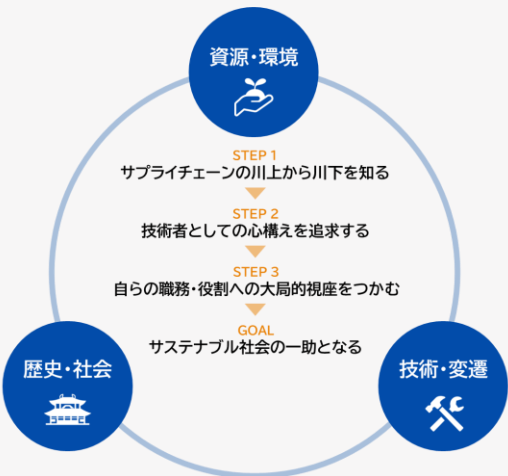 資源・環境
STEP 1
サプライチェーンの川上から川下を知る
STEP 2
技術者としての心構えを追求する
STEP 3
自らの職務・役割への大局的視座をつかむ
GOAL
サステナブル社会の一助となる
歴史・社会
技術・変遷